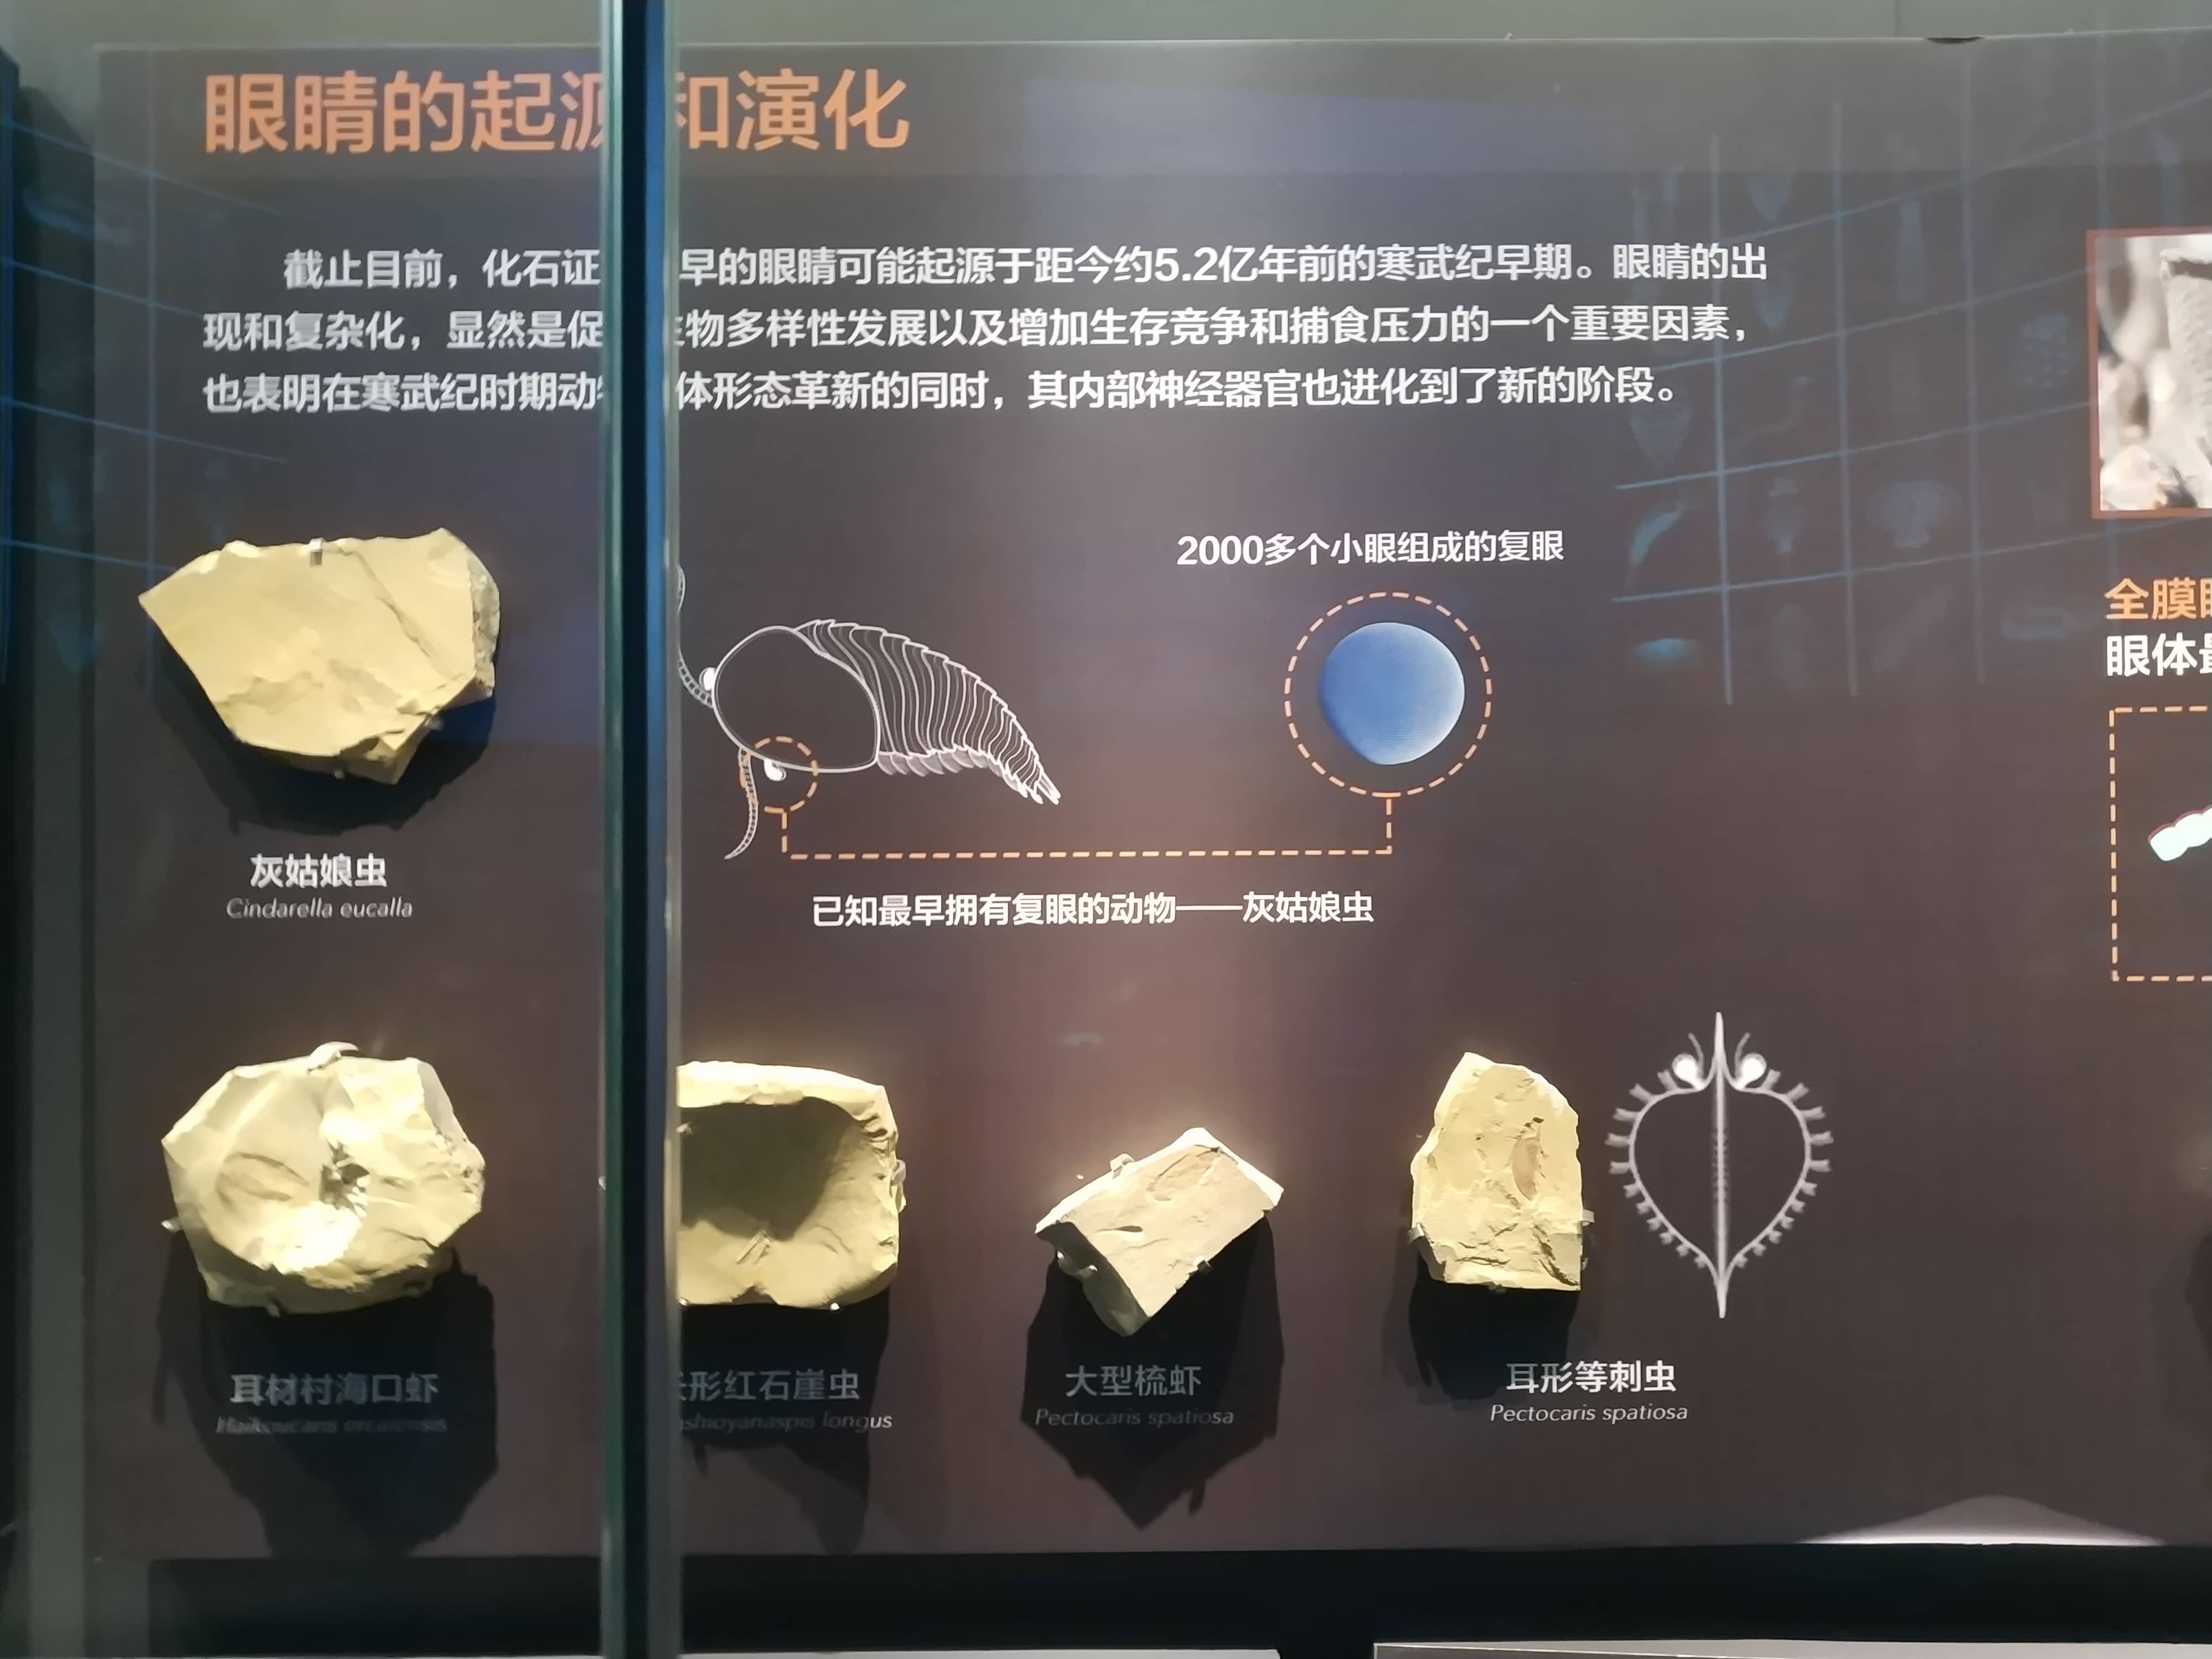 眼睛的起源和演化
截止目前，化石证 早的眼睛可能起源于距今约5.2亿年前的寒武纪早期。眼睛的出
现和复杂化，显然是促 生物多样性发展以及增加生存竞争和捕食压力的一个重要因素，
也表明在寒武纪时期动物 体形态革新的同时，其内部神经器官也进化到了新的阶段。
2000多个小眼组成的复眼
全膜
眼体
灰姑娘虫
Cindarella eucalla
已知最早拥有复眼的动物——灰姑娘虫
耳材村海口虾
Haikoucaris ercaiensis
形红石崖虫
shioyanaspis longus
大型梳虾
Pectocaris spatiosa
耳形等刺虫
Pectocaris spatiosa